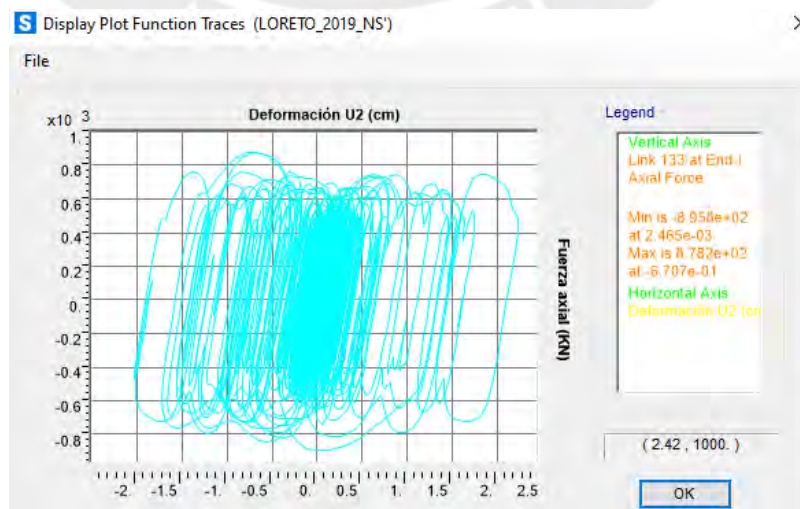 S Display Plot Function Traces (LORETO_2019_NS')
File
x10 3
Deformación U2 (cm)
Legend
1.
0.8
0.6
0.4
0.2
0.
-0.2
-0.4
-0.6
-0.8
Fuerza axial (KN)
Vertical Axis
Link 133 at End-I
Axial Force
Min is -8.958e+02
at 2.465e-03
Max is 8.782e+02
at -6.707e-01
Horizontal Axis
Deformación U2 (cm
-2. -1.5 -1. -0.5 0. 0.5 1. 1.5 2. 2.5
( 2.42 , 1000. )
OK